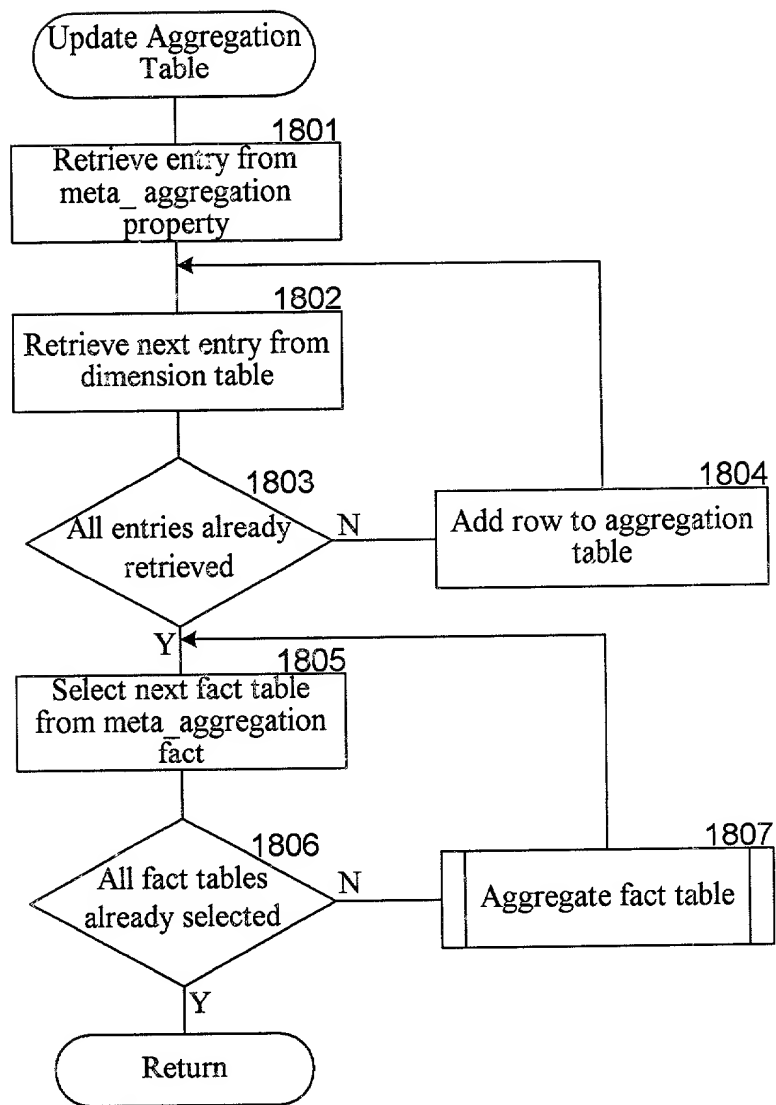 Update Aggregation
Table
1801
Retrieve entry from
meta_ aggregation
property
1802
Retrieve next entry from
dimension table
1803
All entries already
retrieved
N
1804
Add row to aggregation
table
Y
1805
Select next fact table
from meta_aggregation
fact
1806
All fact tables
already selected
N
1807
Aggregate fact table
Y
Return